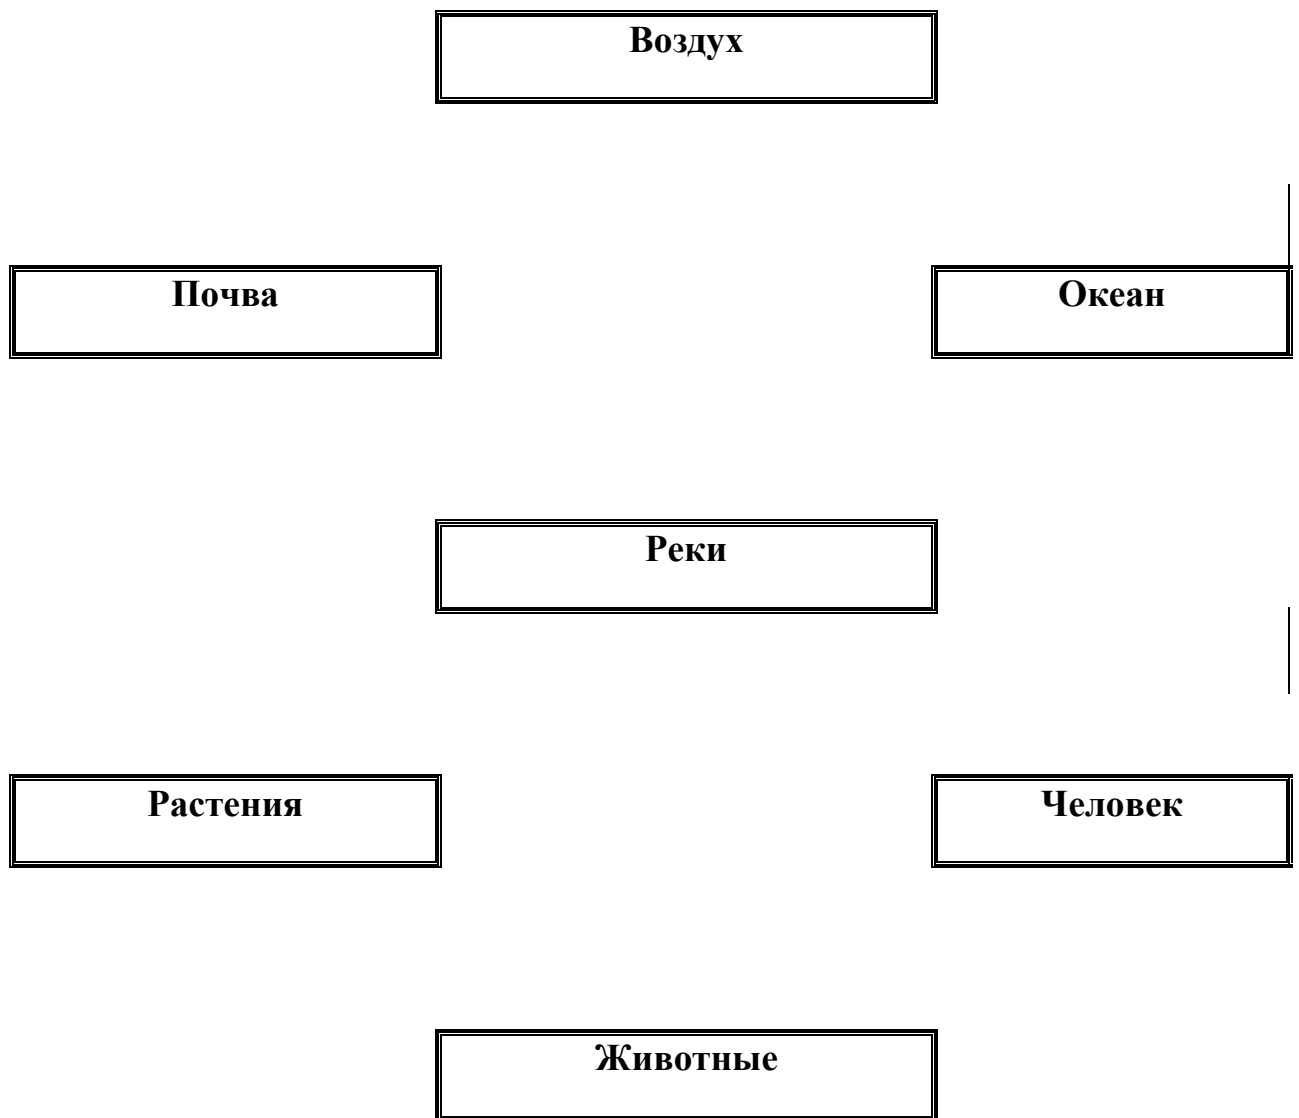 Воздух
Почва
Океан
Реки
Растения
Человек
Животные